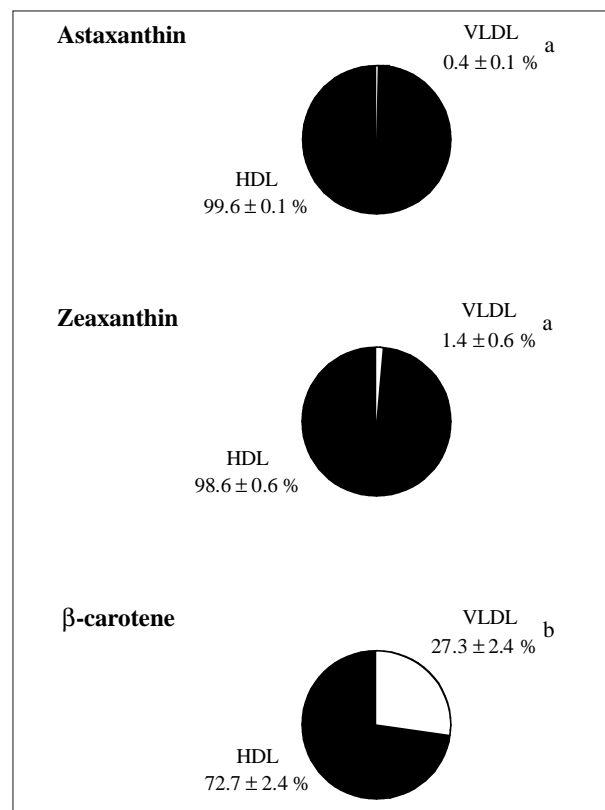 Astaxanthin
VLDL
0.4 ± 0.1 % a
HDL
99.6 ± 0.1 %
Zeaxanthin
VLDL
1.4 ± 0.6 % a
HDL
98.6 ± 0.6 %
β-carotene
VLDL
27.3 ± 2.4 % b
HDL
72.7 ± 2.4 %